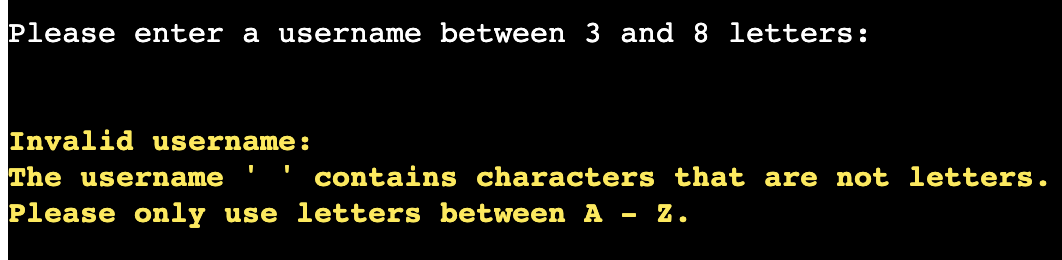 Please enter a username between 3 and 8 letters:
Invalid username:
The username ' ' contains characters that are not letters.
Please only use letters between A - Z.